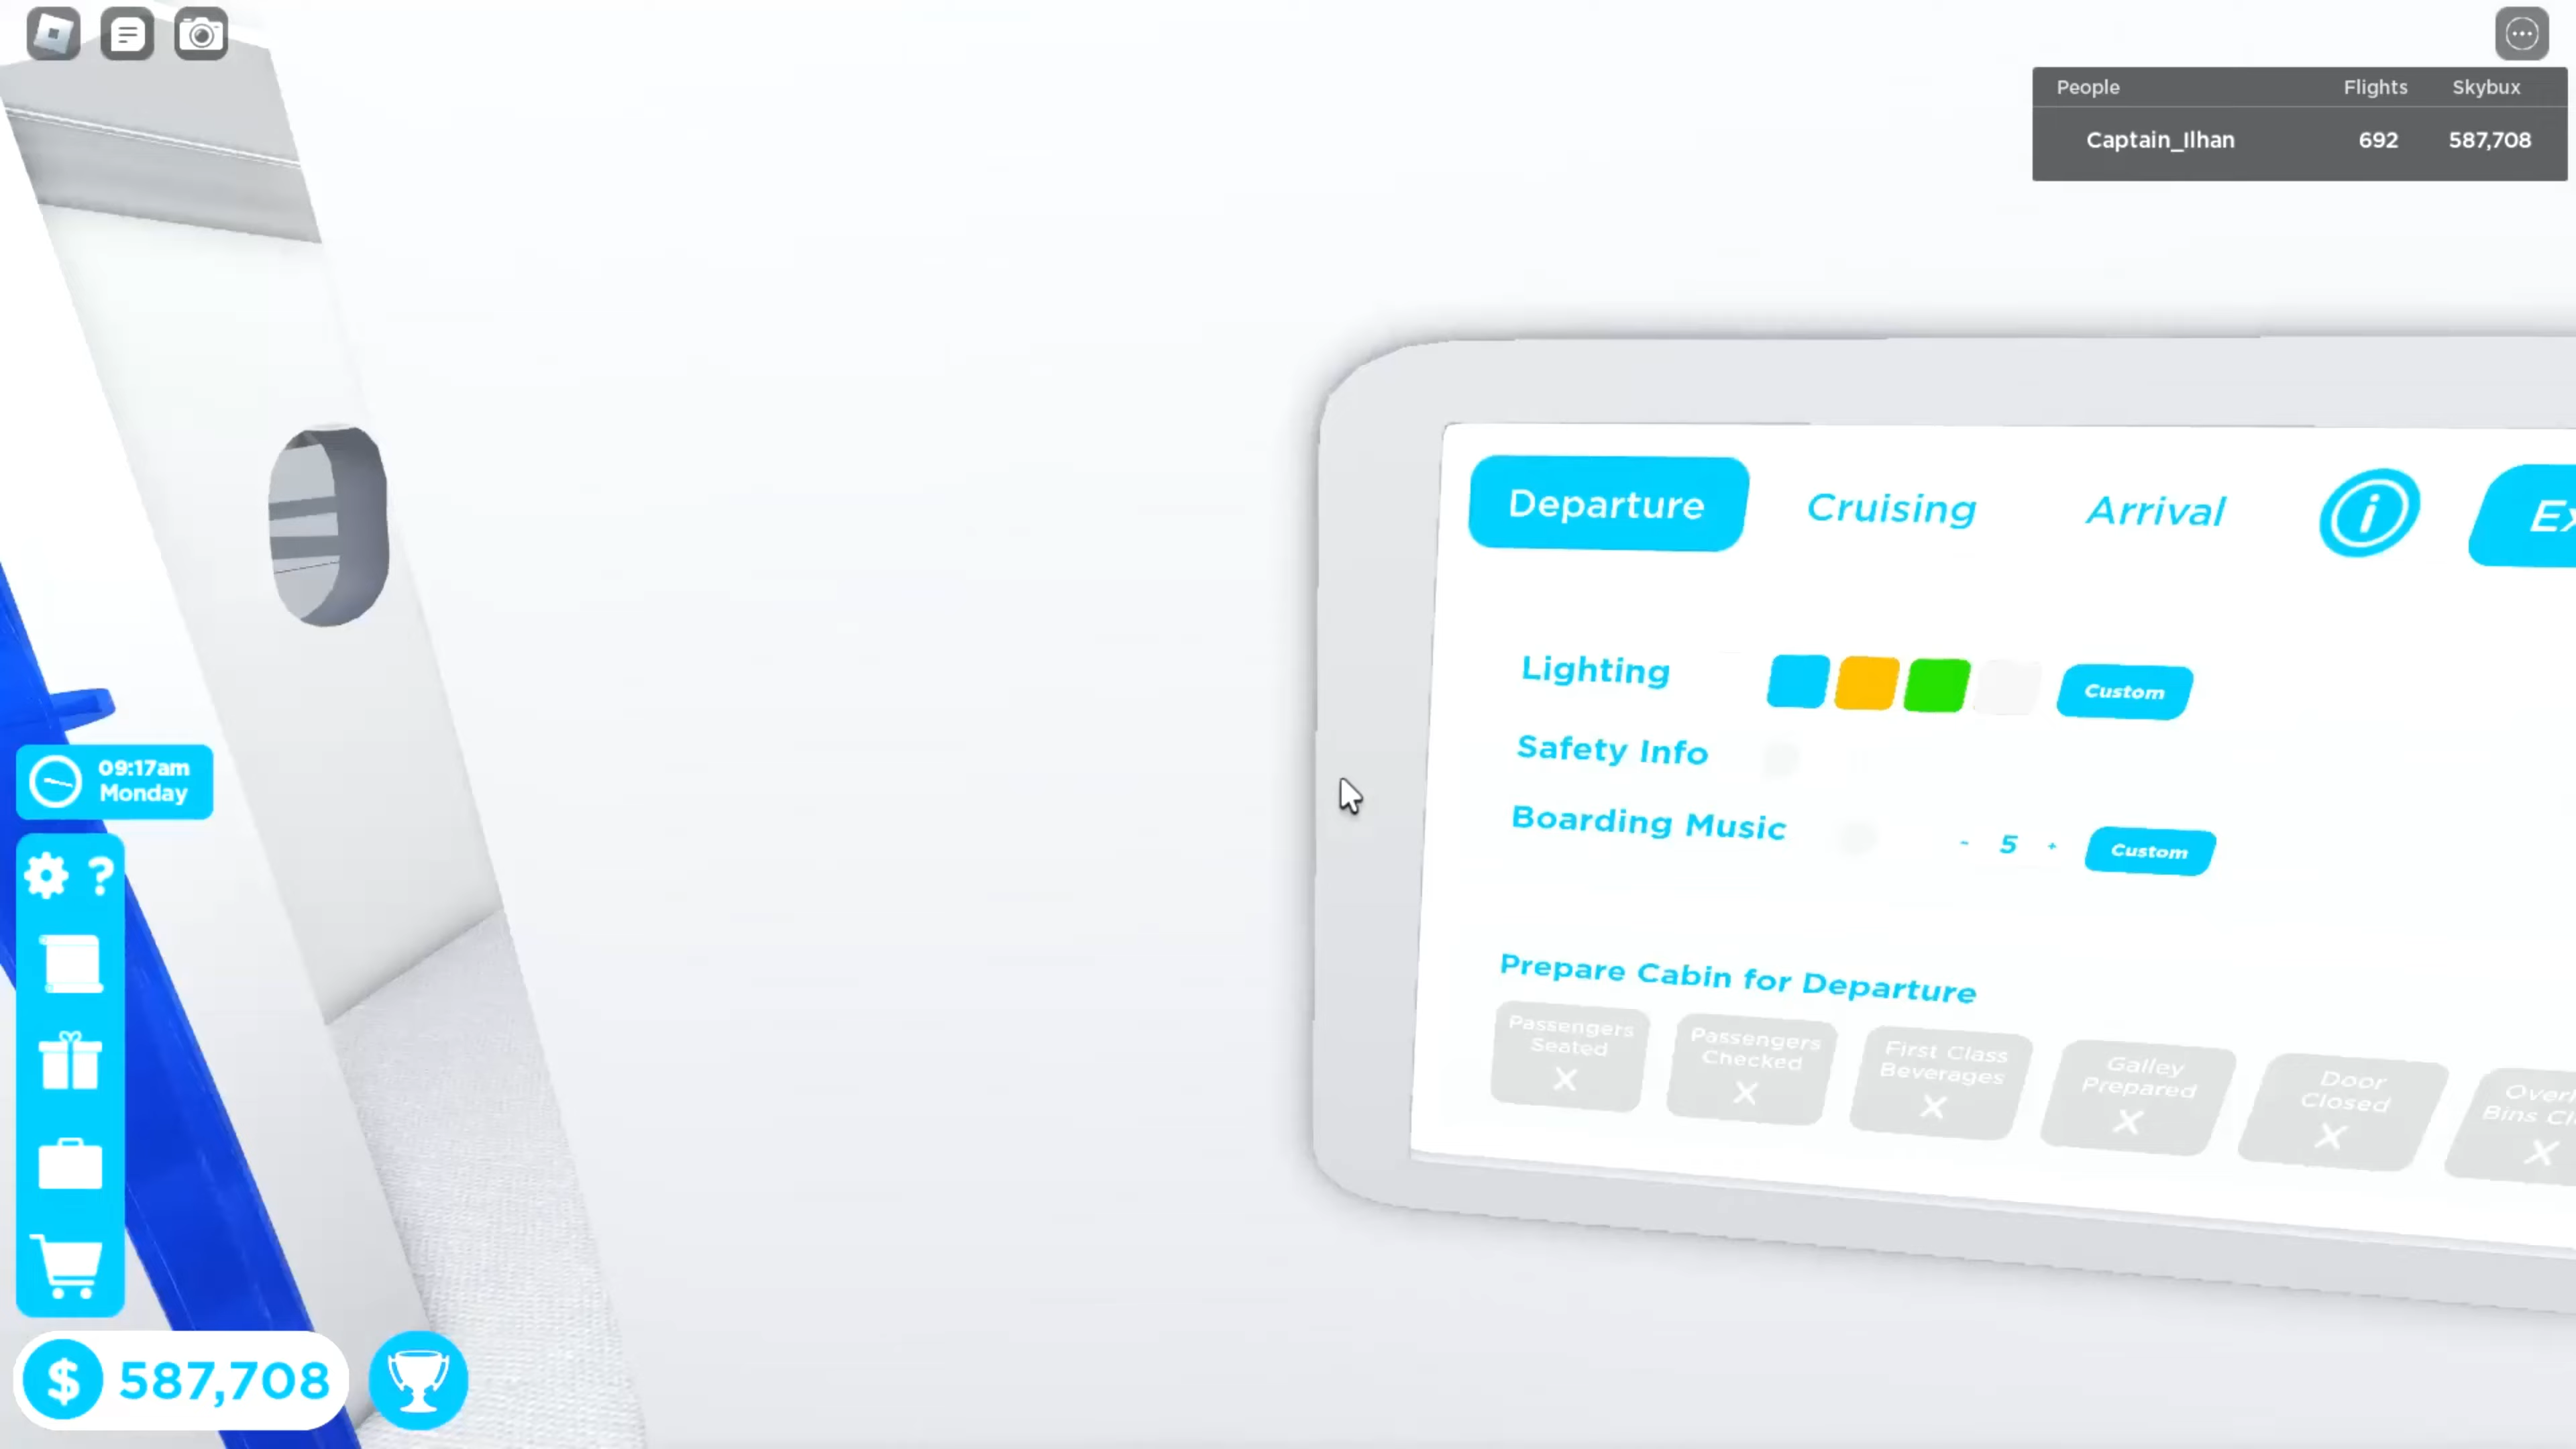 People Flights Skybux
Captain_Ilhan 692 587,708
Departure Cruising Arrival i
Lighting Custom
Safety Info
Boarding Music - 5 + Custom
Prepare Cabin for Departure
Passengers
Seated
X
Passengers
Checked
X
First Class
Beverages
X
Galley
Prepared
X
Door
Closed
X
Bins
X
09:17am
Monday
?
$ 587,708